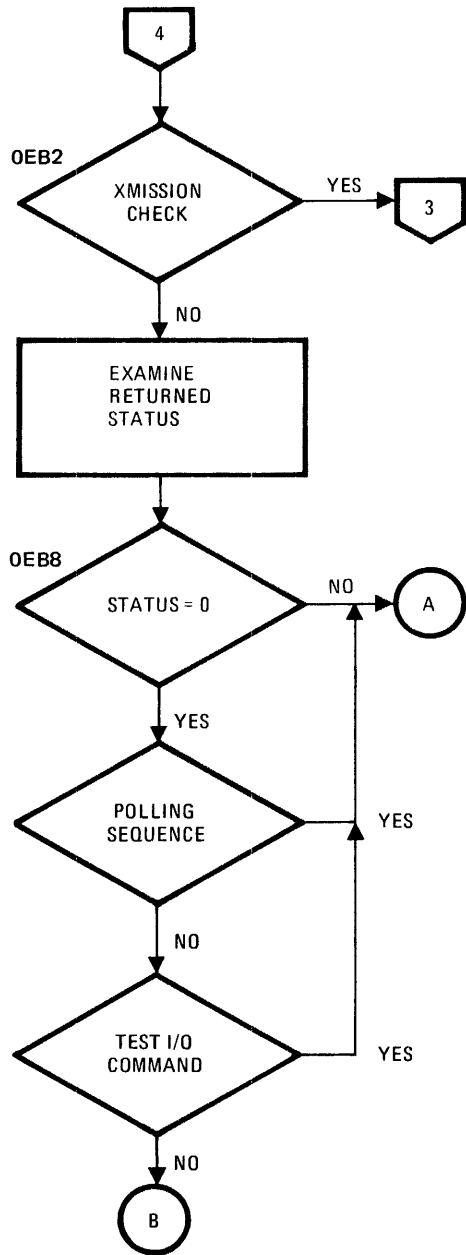 4
0EB2
XMISSION
CHECK
YES
3
NO
EXAMINE
RETURNED
STATUS
0EB8
STATUS = 0
NO
A
YES
POLLING
SEQUENCE
YES
NO
TEST I/O
COMMAND
YES
NO
B